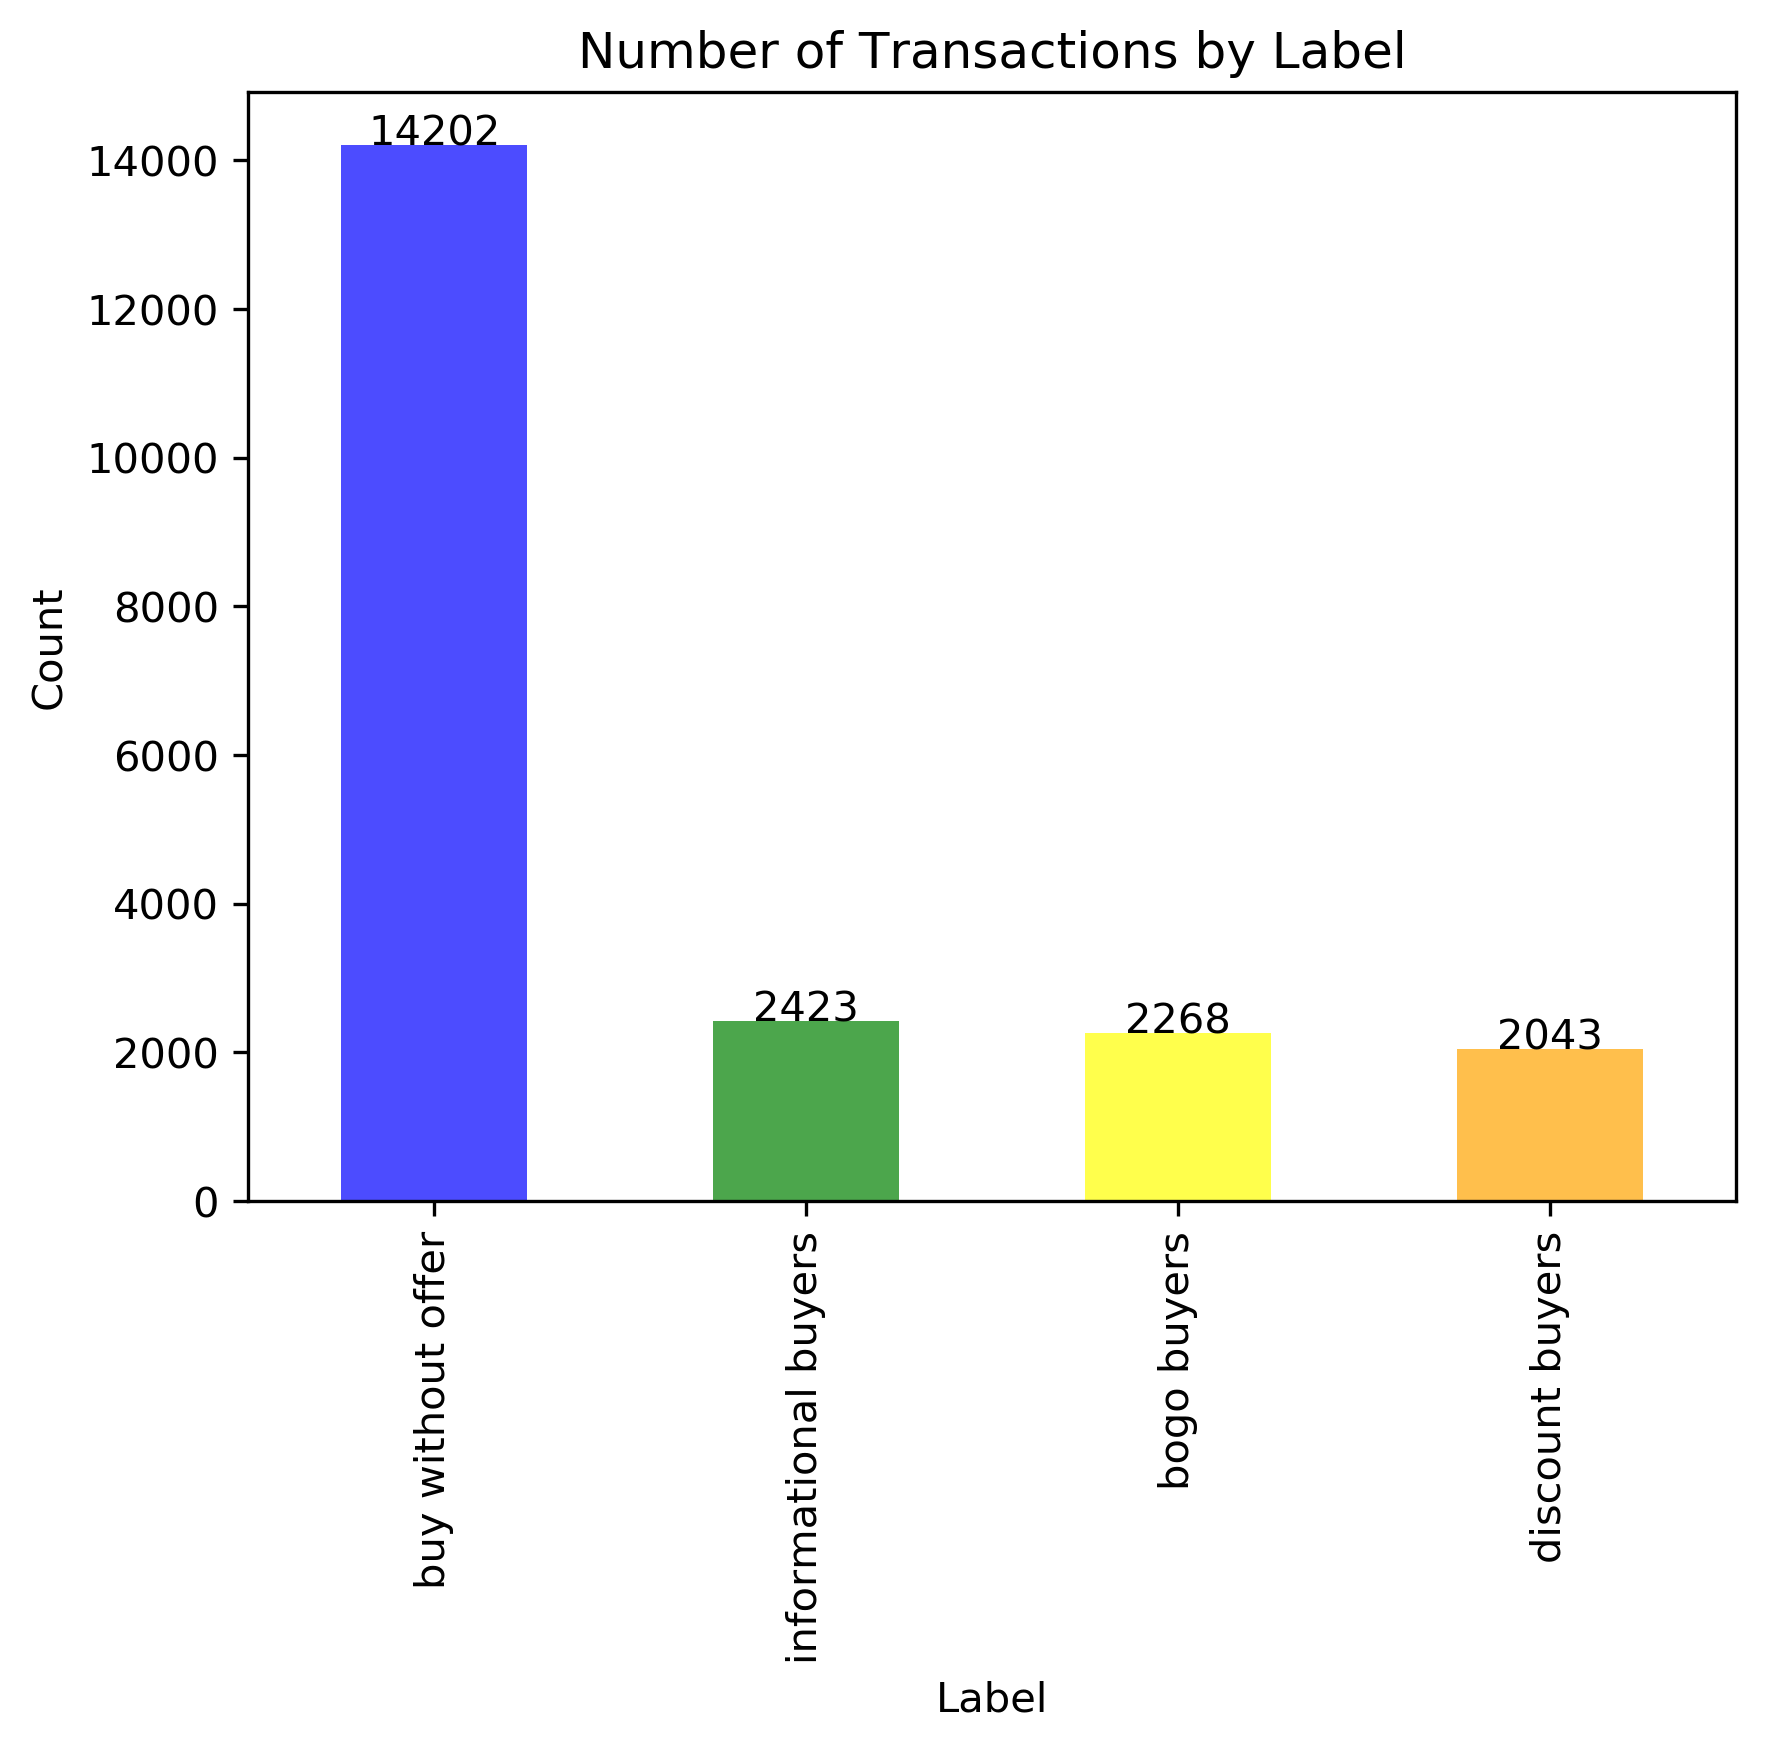 Number of Transactions by Label
14202
14000
12000
10000
8000
6000
4000
2000
0
Count
2423
2268
2043
buy without offer
informational buyers
bogo buyers
discount buyers
Label